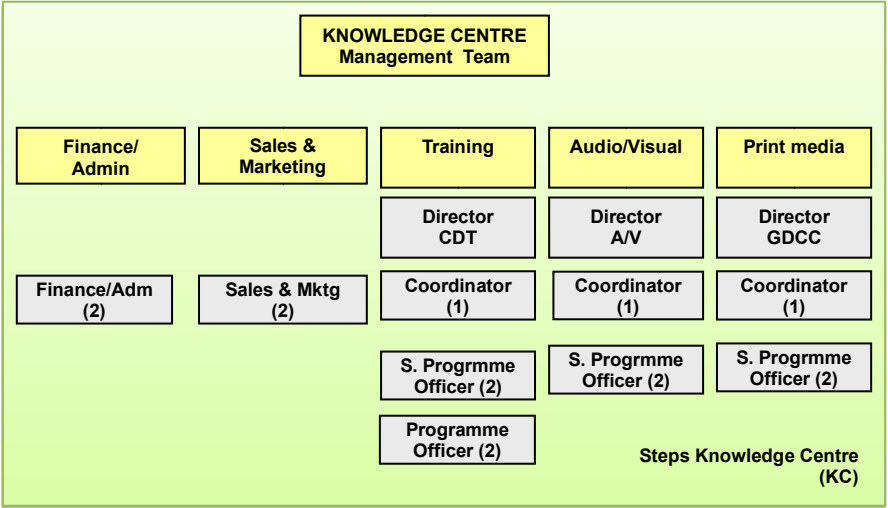 KNOWLEDGE CENTRE
Management Team
Finance/
Admin
Sales &
Marketing
Training
Audio/Visual
Print media
Director
CDT
Director
A/V
Director
GDCC
Finance/Adm
(2)
Sales & Mktg
(2)
Coordinator
(1)
Coordinator
(1)
Coordinator
(1)
S. Progrmme
Officer (2)
S. Progrmme
Officer (2)
S. Progrmme
Officer (2)
Programme
Officer (2)
Steps Knowledge Centre
(KC)